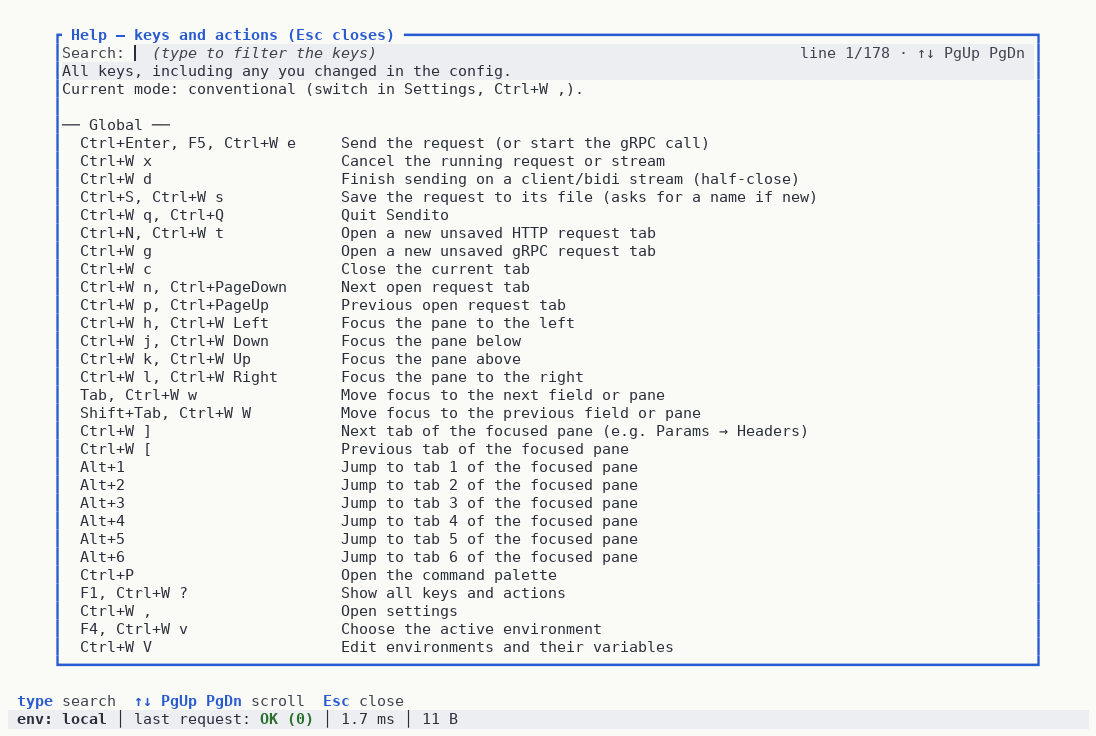 Help — keys and actions (Esc closes)
Search: (type to filter the keys) line 1/178 · ↑↓ PgUp PgDn
All keys, including any you changed in the config.
Current mode: conventional (switch in Settings, Ctrl+W ,).
── Global ──
Ctrl+Enter, F5, Ctrl+W e Send the request (or start the gRPC call)
Ctrl+W x Cancel the running request or stream
Ctrl+W d Finish sending on a client/bidi stream (half-close)
Ctrl+S, Ctrl+W s Save the request to its file (asks for a name if new)
Ctrl+W q, Ctrl+Q Quit Sendito
Ctrl+N, Ctrl+W t Open a new unsaved HTTP request tab
Ctrl+W g Open a new unsaved gRPC request tab
Ctrl+W c Close the current tab
Ctrl+W n, Ctrl+PageDown Next open request tab
Ctrl+W p, Ctrl+PageUp Previous open request tab
Ctrl+W h, Ctrl+W Left Focus the pane to the left
Ctrl+W j, Ctrl+W Down Focus the pane below
Ctrl+W k, Ctrl+W Up Focus the pane above
Ctrl+W l, Ctrl+W Right Focus the pane to the right
Tab, Ctrl+W w Move focus to the next field or pane
Shift+Tab, Ctrl+W W Move focus to the previous field or pane
Ctrl+W ] Next tab of the focused pane (e.g. Params → Headers)
Ctrl+W [ Previous tab of the focused pane
Alt+1 Jump to tab 1 of the focused pane
Alt+2 Jump to tab 2 of the focused pane
Alt+3 Jump to tab 3 of the focused pane
Alt+4 Jump to tab 4 of the focused pane
Alt+5 Jump to tab 5 of the focused pane
Alt+6 Jump to tab 6 of the focused pane
Ctrl+P Open the command palette
F1, Ctrl+W ? Show all keys and actions
Ctrl+W , Open settings
F4, Ctrl+W v Choose the active environment
Ctrl+W V Edit environments and their variables
type search ↑↓ PgUp PgDn scroll Esc close
env: local │ last request: OK (0) │ 1.7 ms │ 11 B